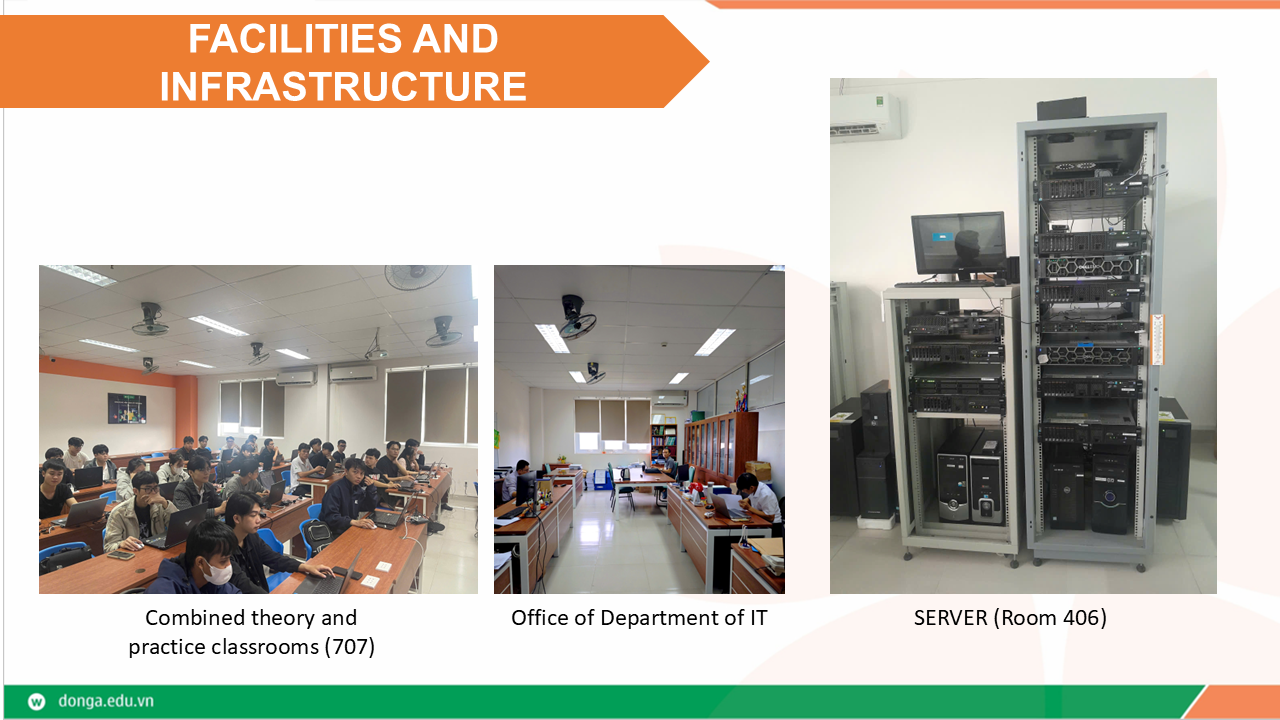 FACILITIES AND
INFRASTRUCTURE
Combined theory and
practice classrooms (707)
Office of Department of IT
SERVER (Room 406)
w donga.edu.vn